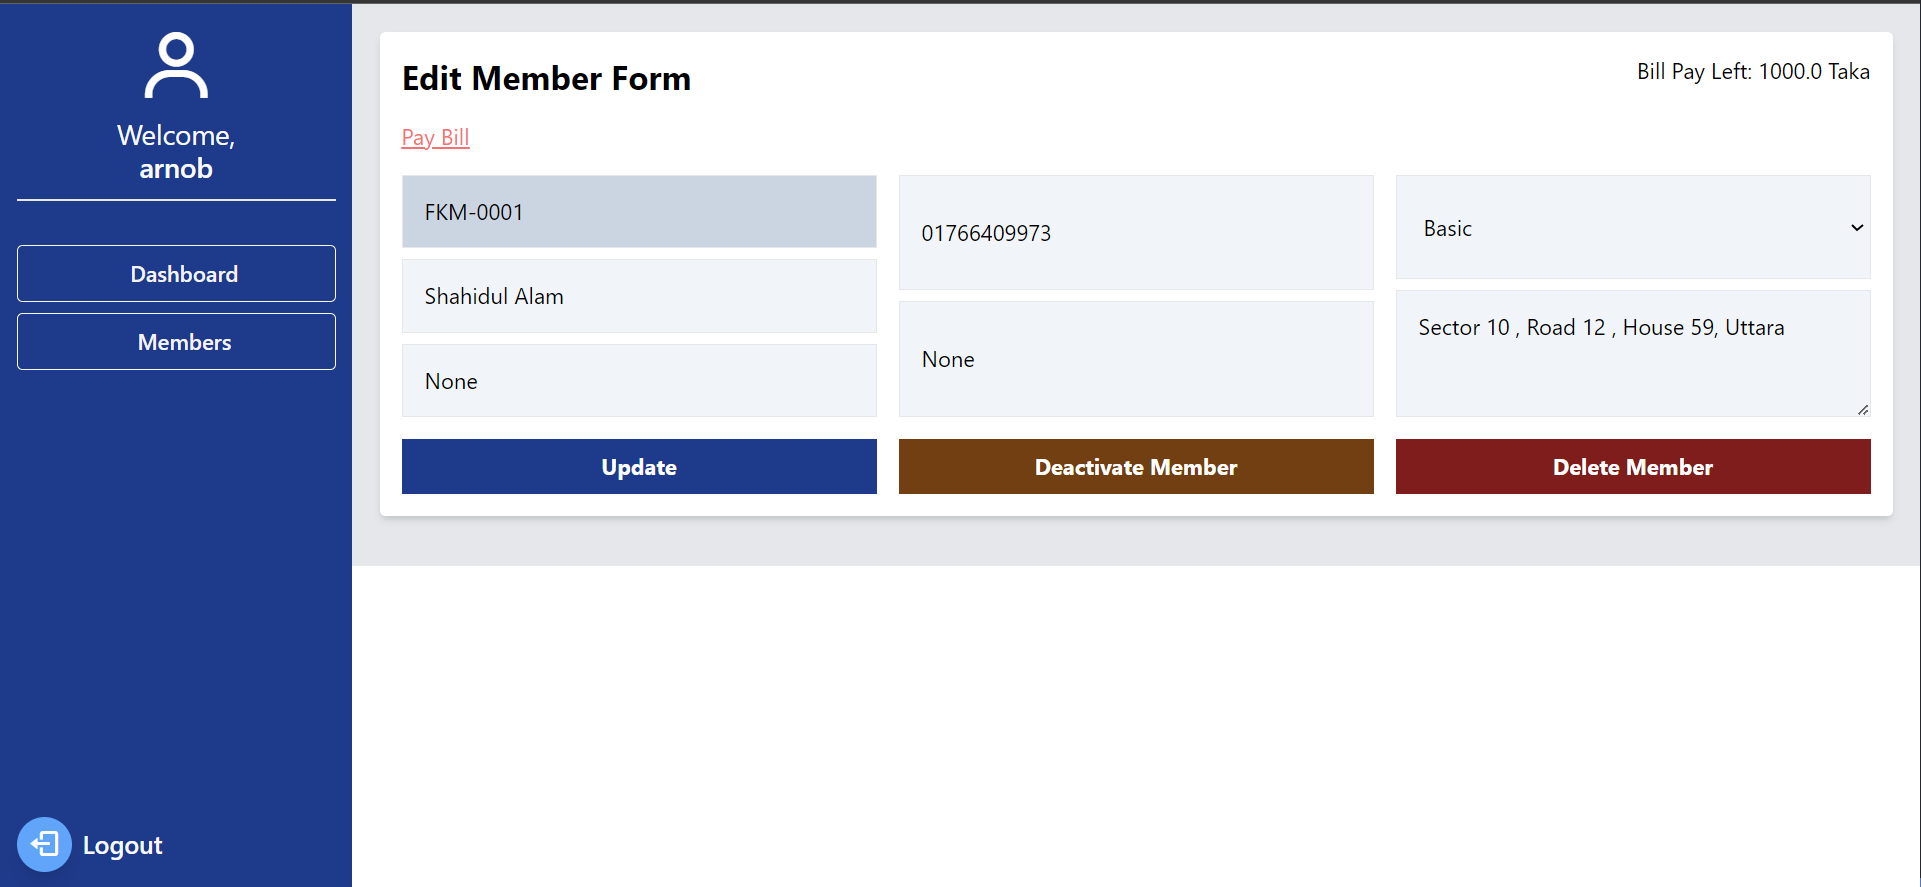 Welcome,
arnob
Dashboard
Members
Logout
Edit Member Form
Bill Pay Left: 1000.0 Taka
Pay Bill
FKM-0001
Shahidul Alam
None
01766409973
None
Basic
Sector 10 , Road 12 , House 59, Uttara
Update
Deactivate Member
Delete Member